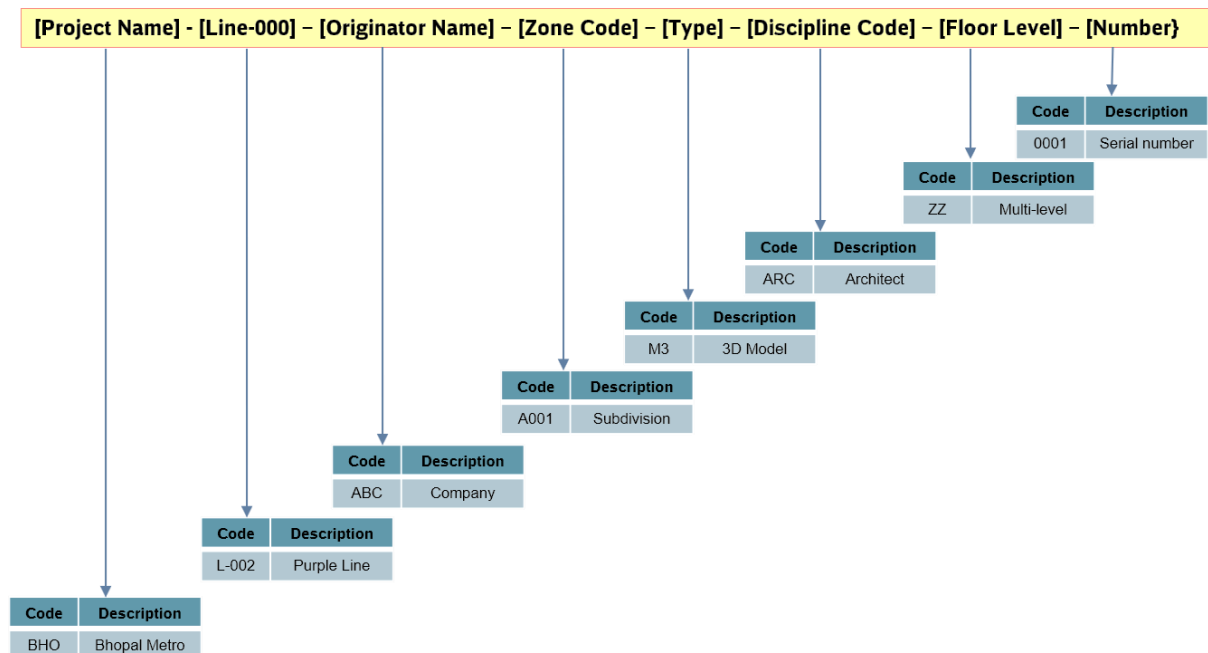 [Project Name] - [Line-000] – [Originator Name] – [Zone Code] – [Type] – [Discipline Code] – [Floor Level] – [Number}
Code Description
0001 Serial number
Code Description
ZZ Multi-level
Code Description
ARC Architect
Code Description
M3 3D Model
Code Description
A001 Subdivision
Code Description
ABC Company
Code Description
L-002 Purple Line
Code Description
BHO Bhopal Metro